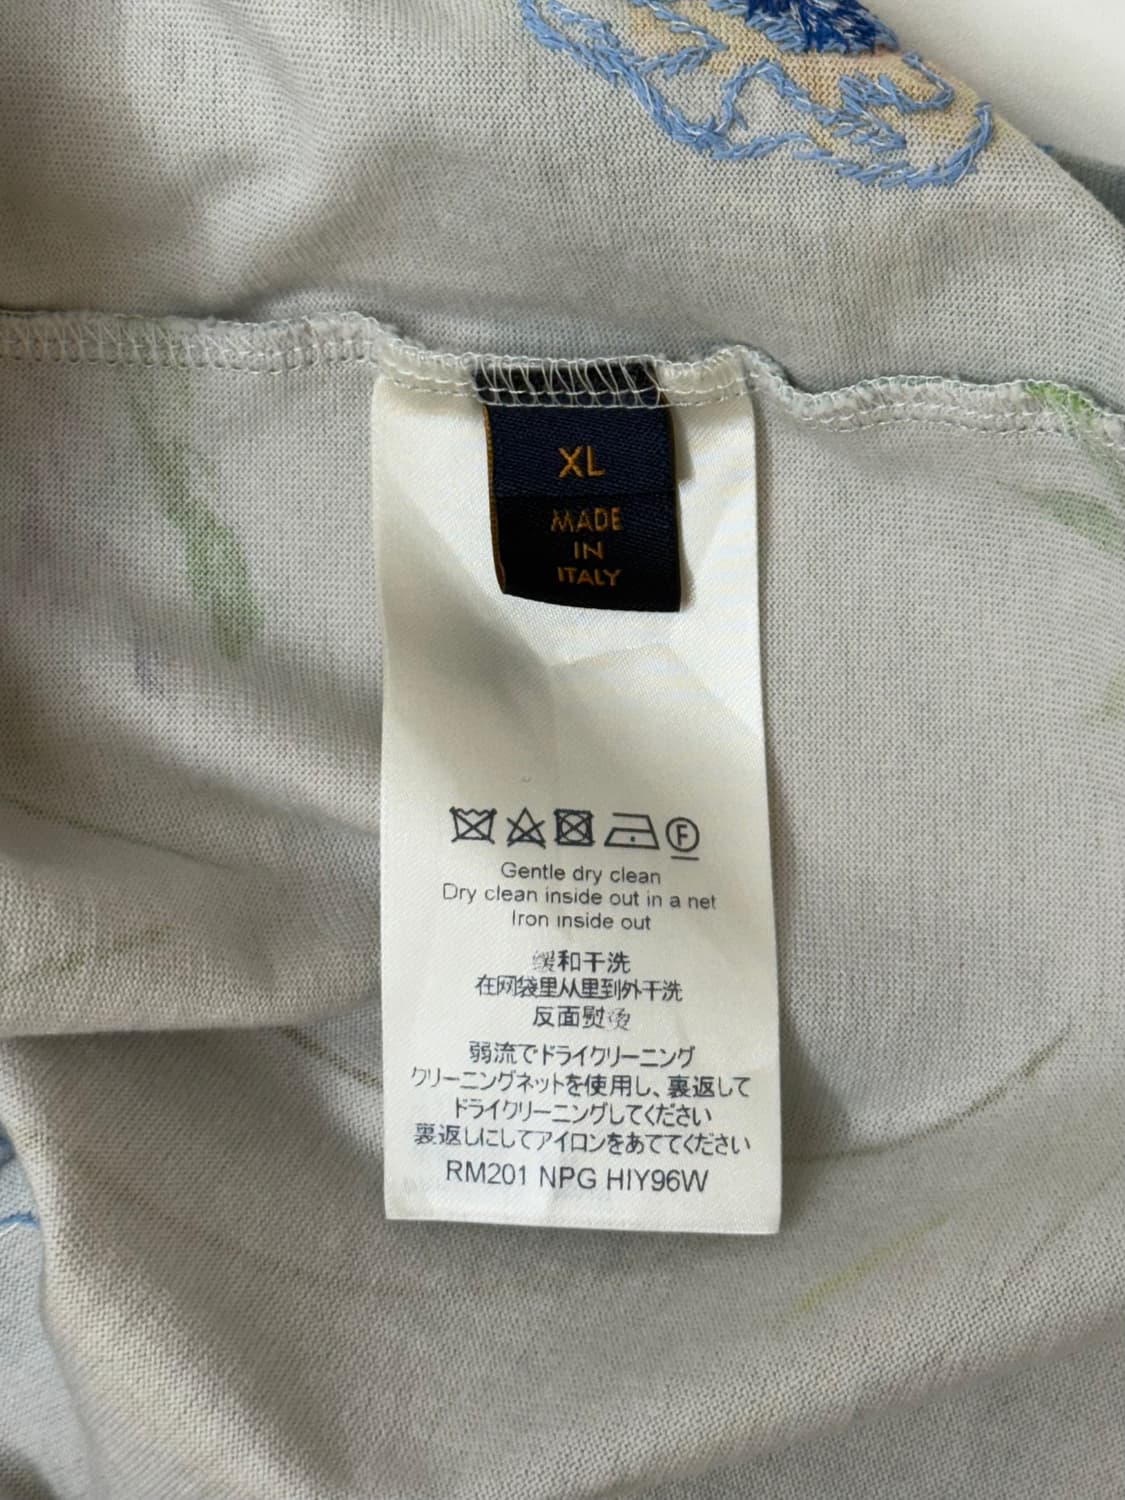 XL
MADE
IN
ITALY
F
Gentle dry clean
Dry clean inside out in a net
Iron inside out
缓和干洗
在网袋里从里到外干洗
反面熨烫
弱流でドライクリーニング
クリーニングネットを使用し、裏返して
ドライクリーニングしてください
裏返しにしてアイロンをあててください
RM201 NPG HIY96W